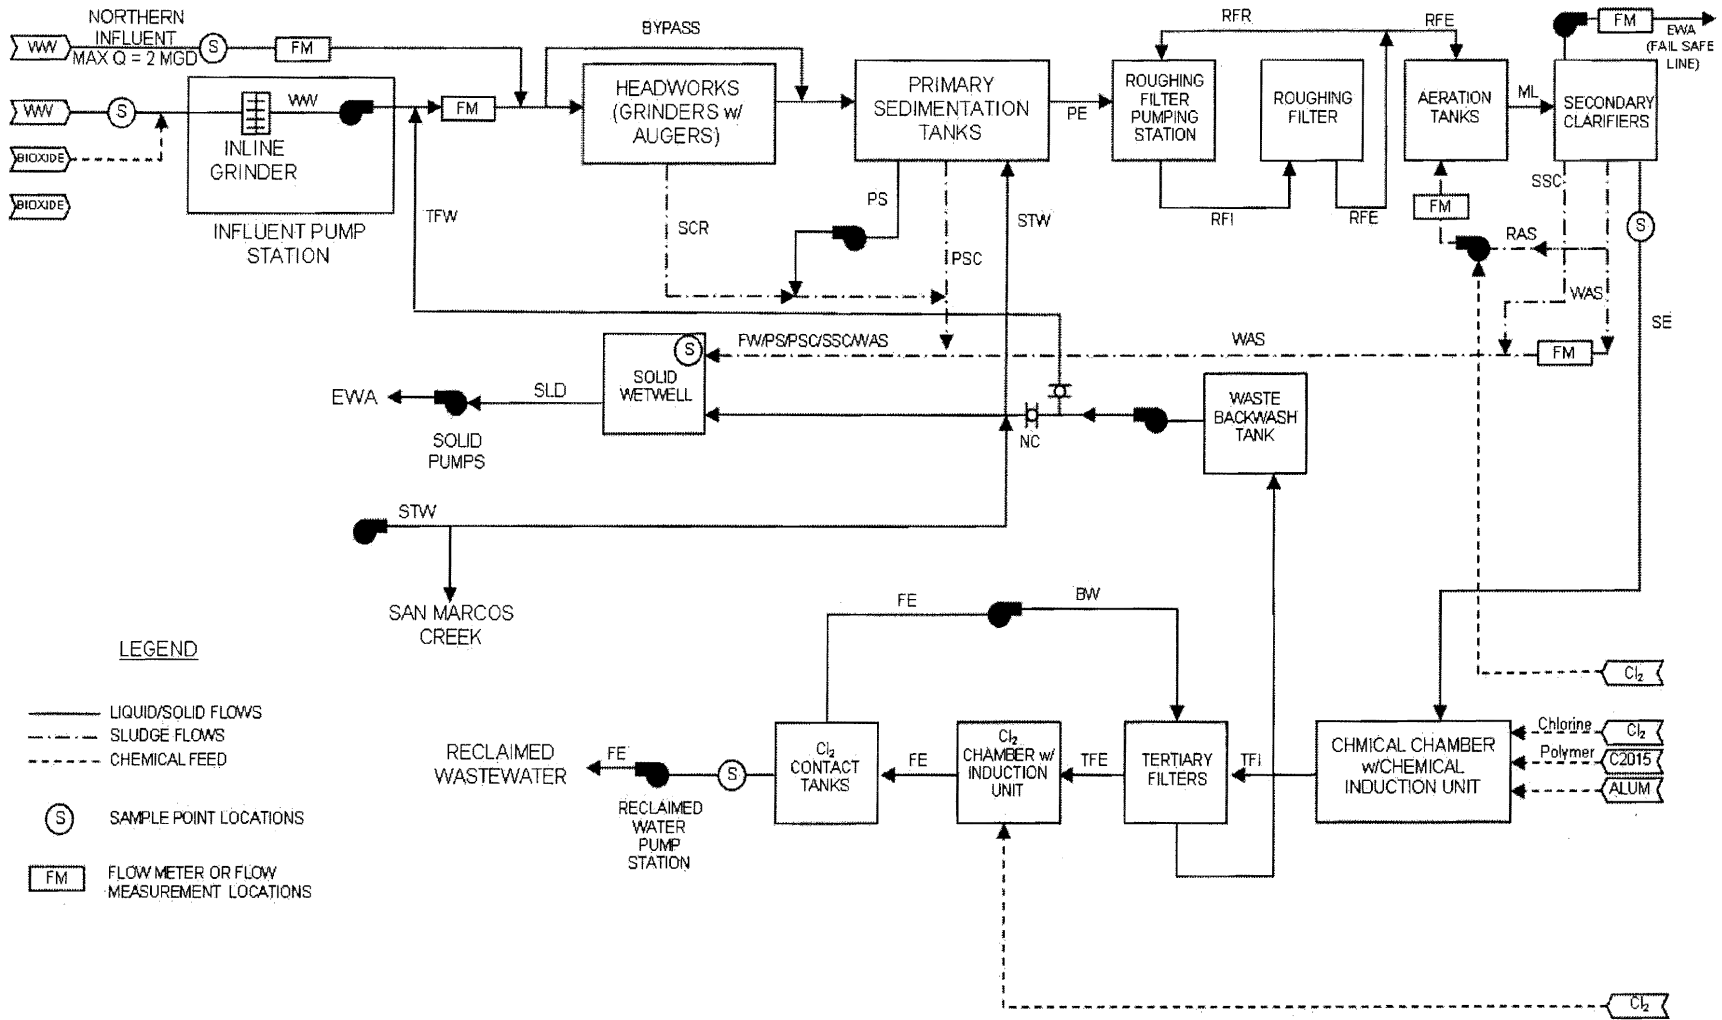 NORTHERN
INFLUENT
MAX Q = 2 MGD
WW
S
FM
BYPASS
RFR
RFE
FM
EWA
(FAIL SAFE
LINE)
WW
S
WW
FM
HEADWORKS
(GRINDERS w/
AUGERS)
PRIMARY
SEDIMENTATION
TANKS
PE
ROUGHING
FILTER
PUMPING
STATION
ROUGHING
FILTER
AERATION
TANKS
ML
SECONDARY
CLARIFIERS
BIOXIDE
INLINE
GRINDER
BIOXIDE
INFLUENT PUMP
STATION
TFW
SCR
PS
PSC
STW
RFI
RFE
FM
SSC
S
RAS
WAS
SE
S
FW/PS/PSC/SSC/WAS
WAS
FM
SOLID
WETWELL
EWA
SLD
SOLID
PUMPS
NC
WASTE
BACKWASH
TANK
STW
SAN MARCOS
CREEK
FE
BW
LEGEND
LIQUID/SOLID FLOWS
SLUDGE FLOWS
CHEMICAL FEED
S
SAMPLE POINT LOCATIONS
FM
FLOW METER OR FLOW
MEASUREMENT LOCATIONS
RECLAIMED
WASTEWATER
FE
S
RECLAIMED
WATER
PUMP
STATION
Cl₂
CONTACT
TANKS
FE
Cl₂
CHAMBER w/
INDUCTION
UNIT
TFE
TERTIARY
FILTERS
TFI
CHMICAL CHAMBER
w/CHEMICAL
INDUCTION UNIT
Cl₂
Chlorine
Cl₂
Polymer
C2015
ALUM
Cl₂